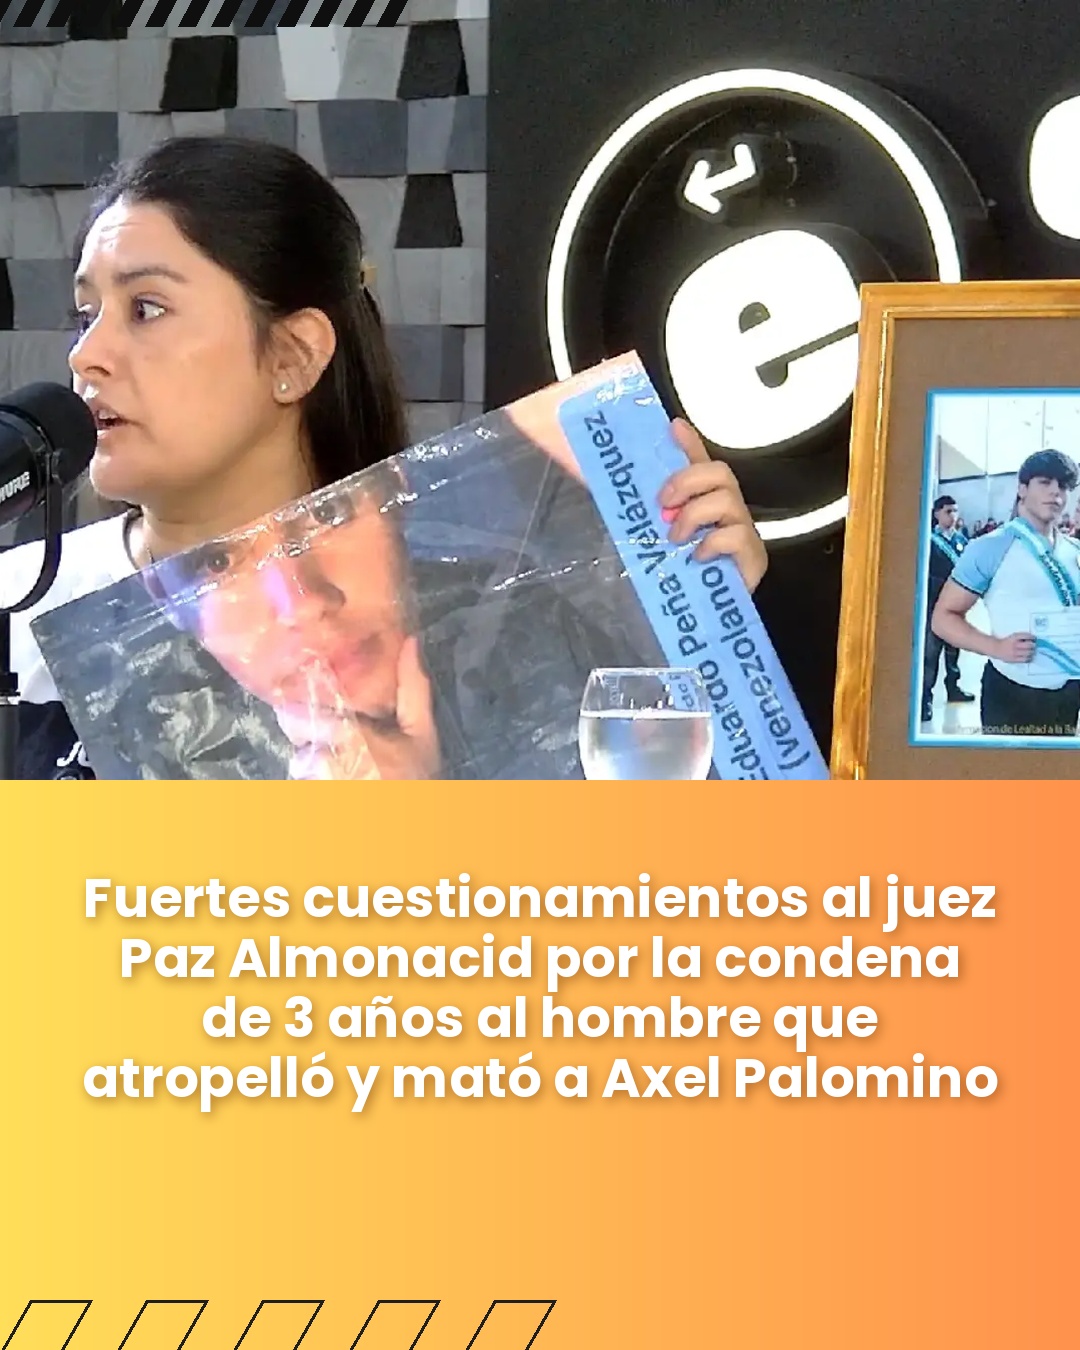 e
SHURE
Eduardo Peña Velázquez
(venezolano)
Fuertes cuestionamientos al juez
Paz Almonacid por la condena
de 3 años al hombre que
atropelló y mató a Axel Palomino